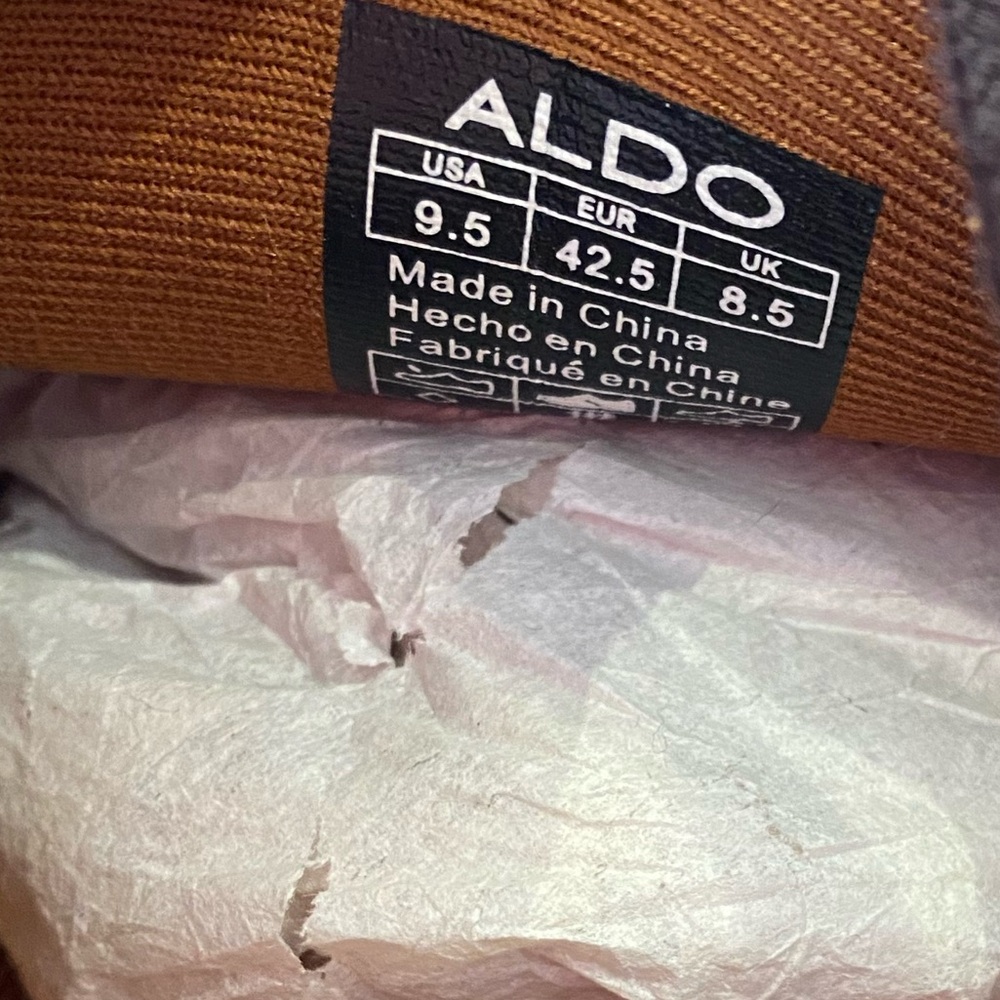 ALDO
USA EUR UK
9.5 42.5 8.5
Made in China
Hecho en China
Fabriqué en Chine